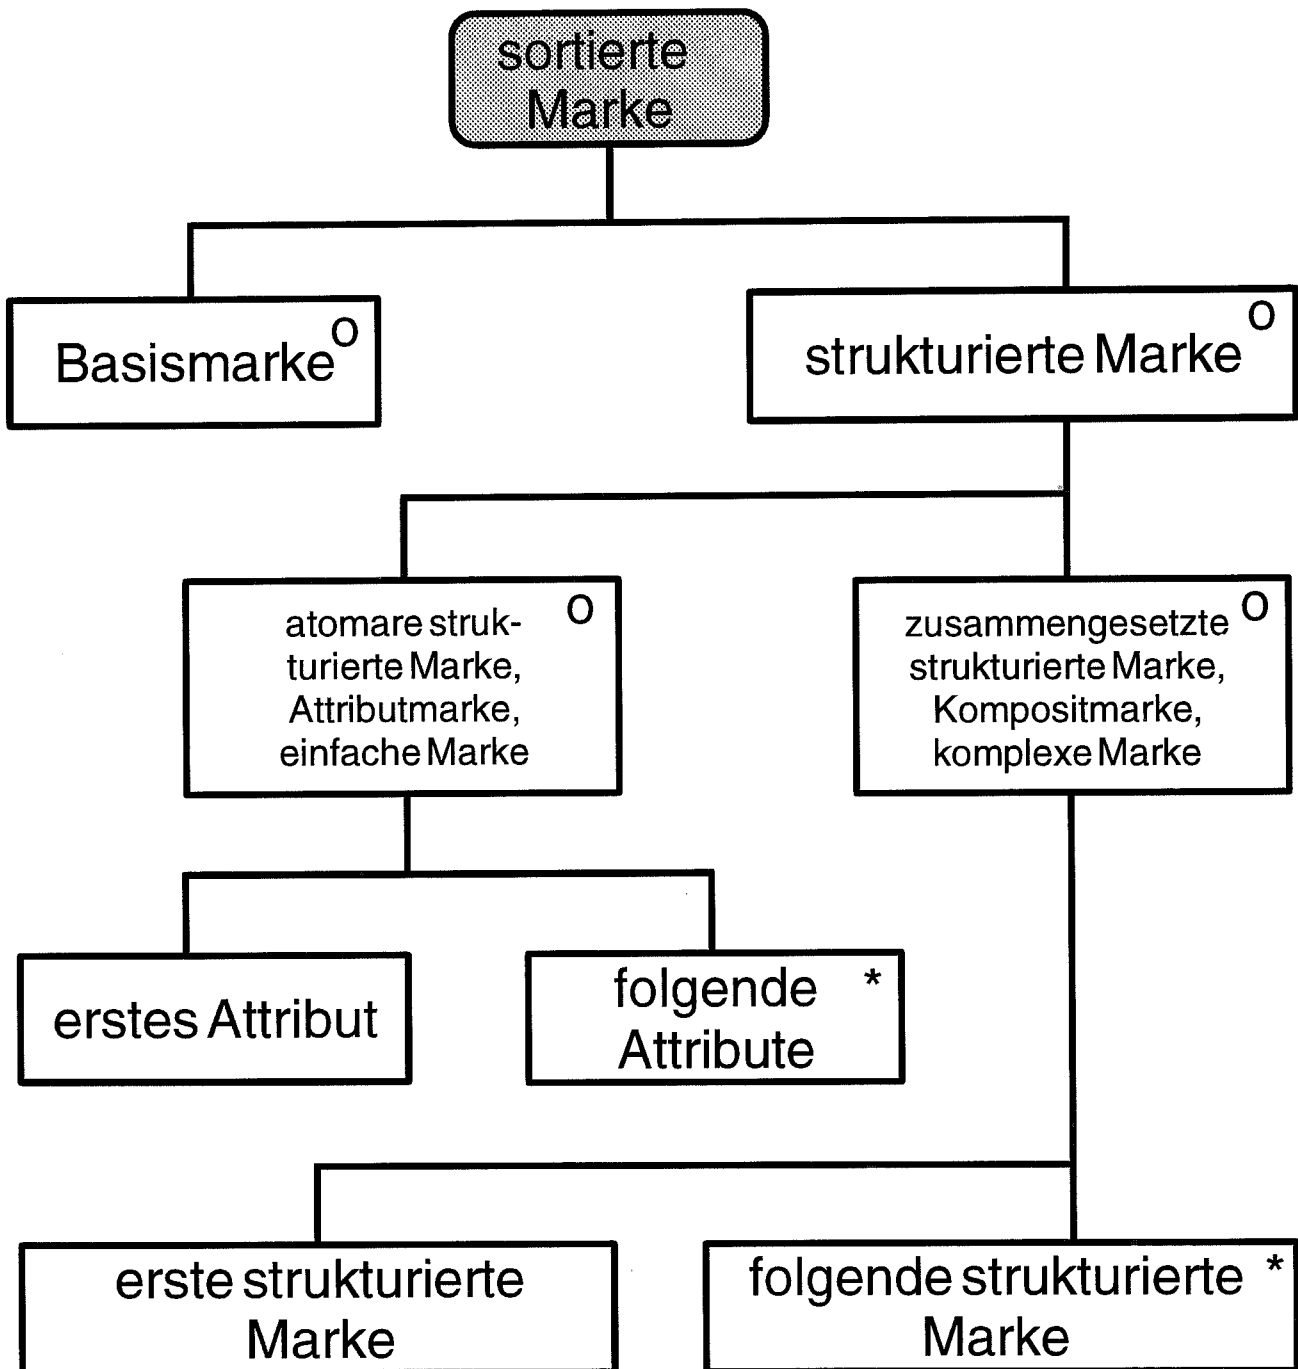 sortierte
Marke
Basismarke O
strukturierte Marke O
atomare struk- O
turierte Marke,
Attributmarke,
einfache Marke
zusammengesetzte O
strukturierte Marke,
Kompositmarke,
komplexe Marke
erstes Attribut
folgende *
Attribute
erste strukturierte
Marke
folgende strukturierte *
Marke